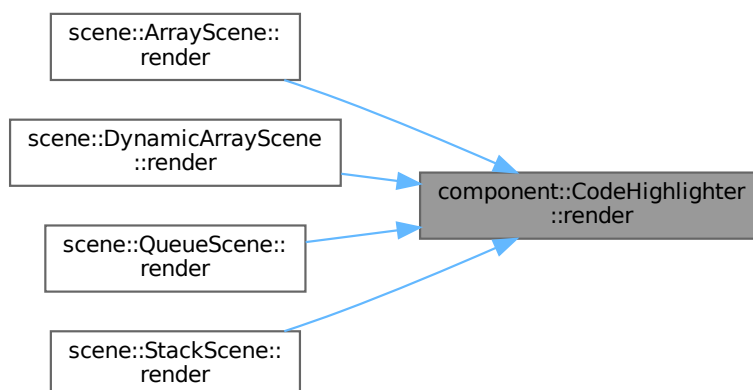 scene::ArrayScene::
render
scene::DynamicArrayScene
::render
component::CodeHighlighter
::render
scene::QueueScene::
render
scene::StackScene::
render